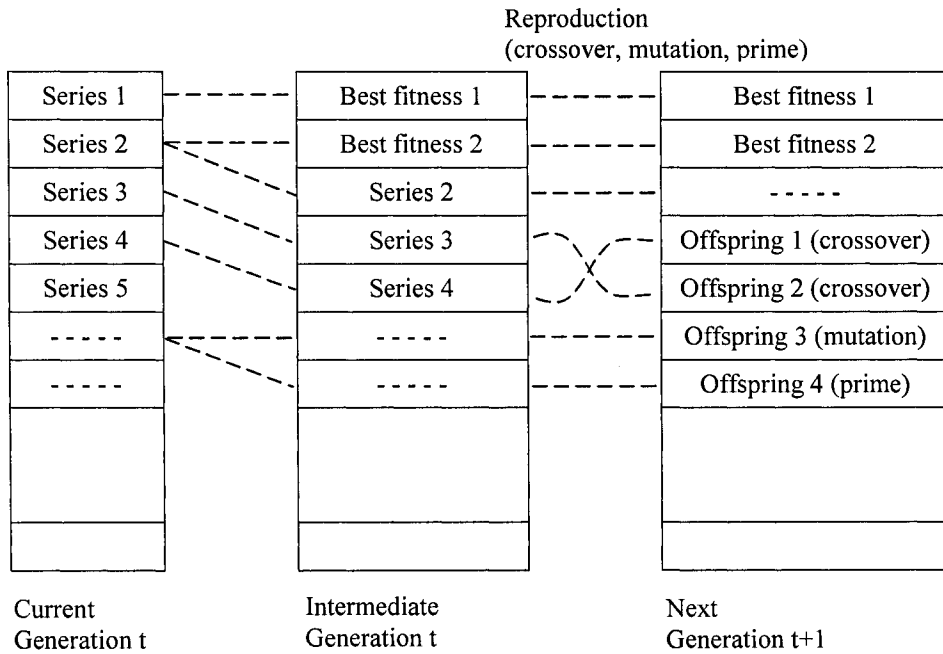 Reproduction
(crossover, mutation, prime)
Series 1
Series 2
Series 3
Series 4
Series 5
- - - - -
- - - - -
Best fitness 1
Best fitness 2
Series 2
Series 3
Series 4
- - - - -
- - - - -
Best fitness 1
Best fitness 2
- - - - -
Offspring 1 (crossover)
Offspring 2 (crossover)
Offspring 3 (mutation)
Offspring 4 (prime)
Current
Generation t
Intermediate
Generation t
Next
Generation t+1